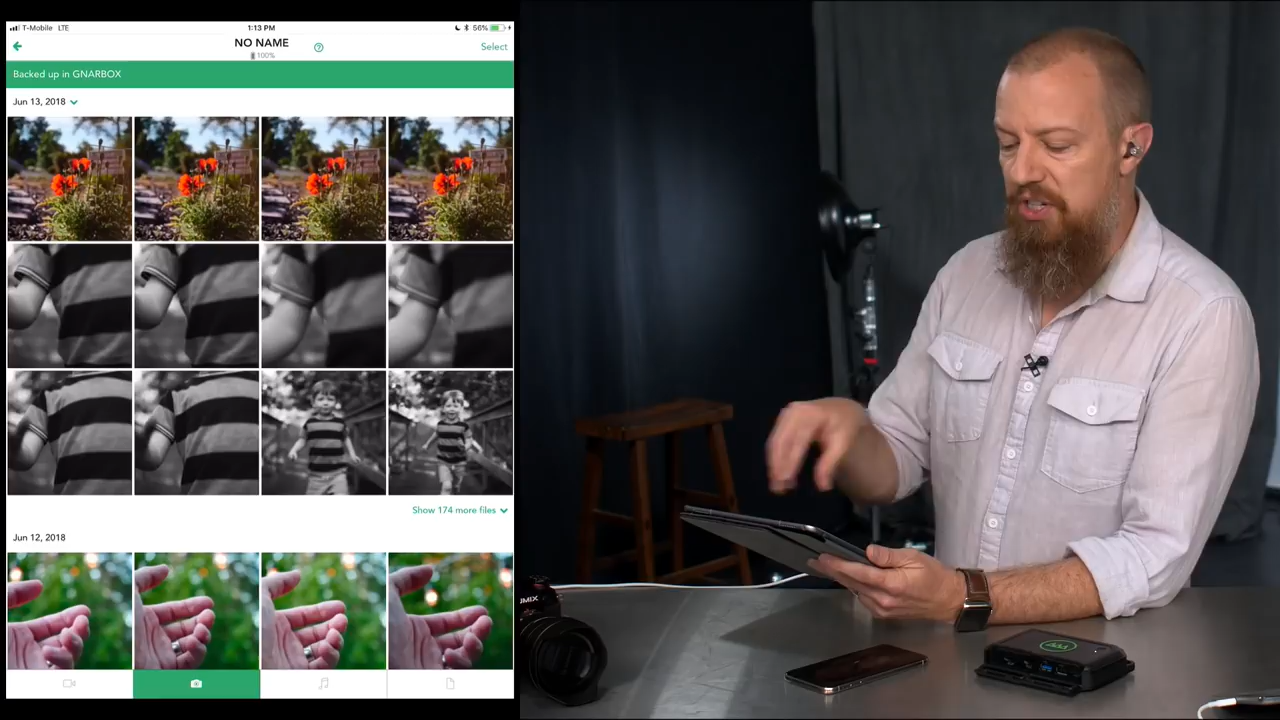 T-Mobile LTE 1:13 PM 56%
NO NAME
100%
Select
Backed up in GNARBOX
Jun 13, 2018
Show 174 more files
Jun 12, 2018
UMIX